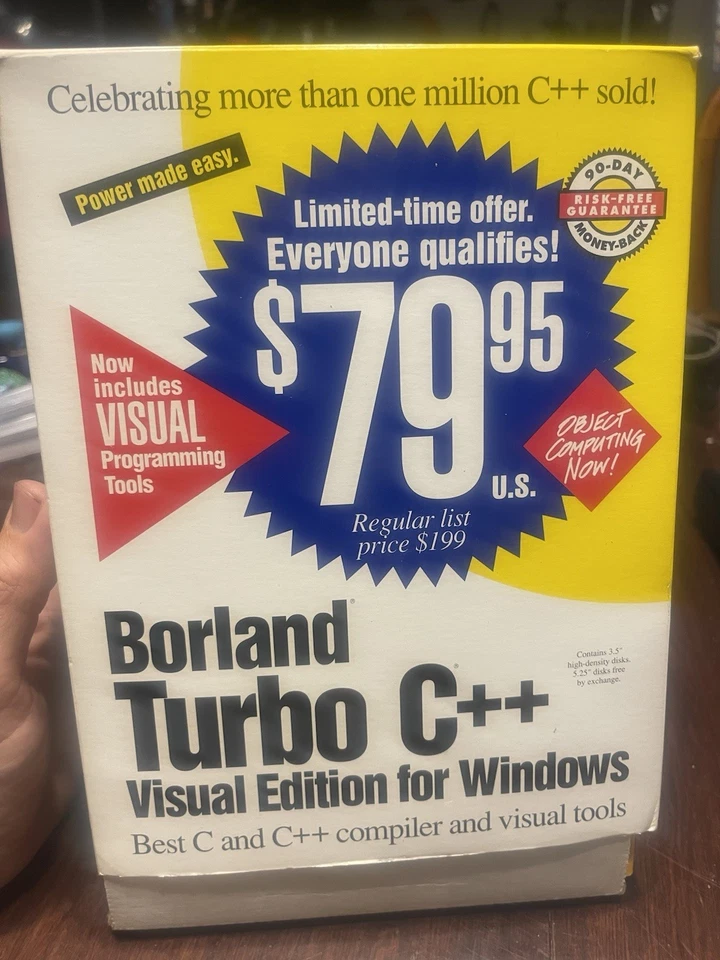 Celebrating more than one million C++ sold!
Power made easy.
90-DAY
RISK-FREE
GUARANTEE
MONEY-BACK
Limited-time offer.
Everyone qualifies!
$79 95
U.S.
Regular list
price $199
Now
includes
VISUAL
Programming
Tools
OBJECT
COMPUTING
NOW!
Borland®
Turbo C++®
Visual Edition for Windows
Best C and C++ compiler and visual tools
Contains 3.5"
high-density disks.
5.25" disks free
by exchange.